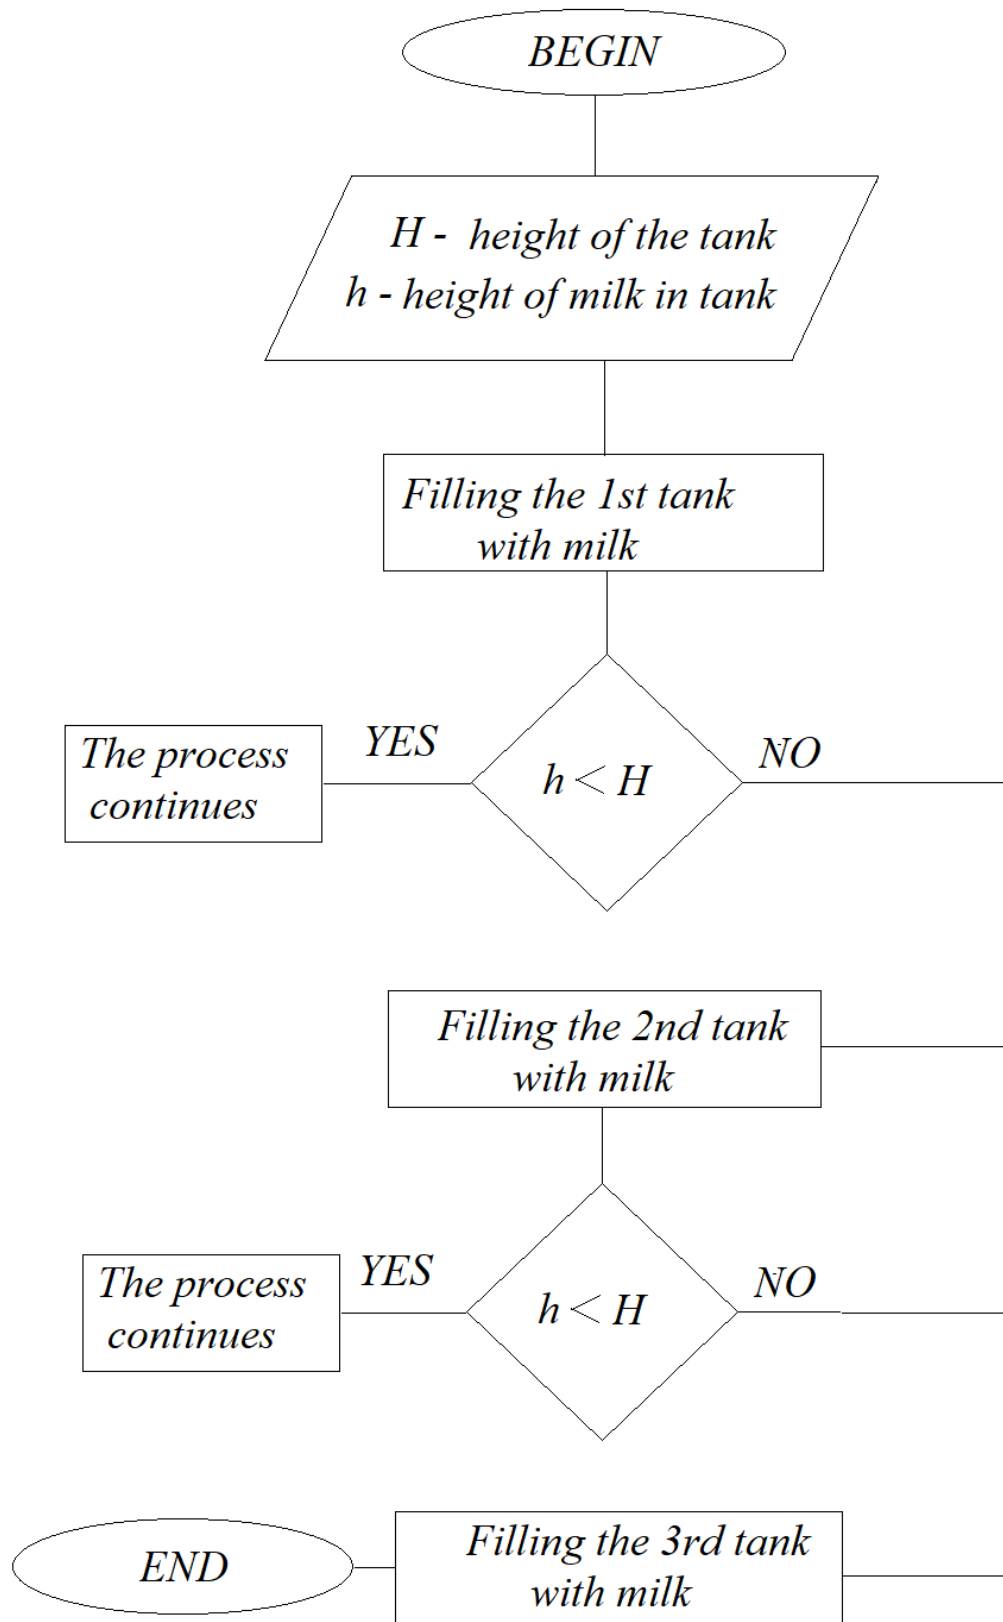 BEGIN
H - height of the tank
h - height of milk in tank
Filling the 1st tank
with milk
The process
continues
YES
h < H
NO
Filling the 2nd tank
with milk
The process
continues
YES
h < H
NO
END
Filling the 3rd tank
with milk